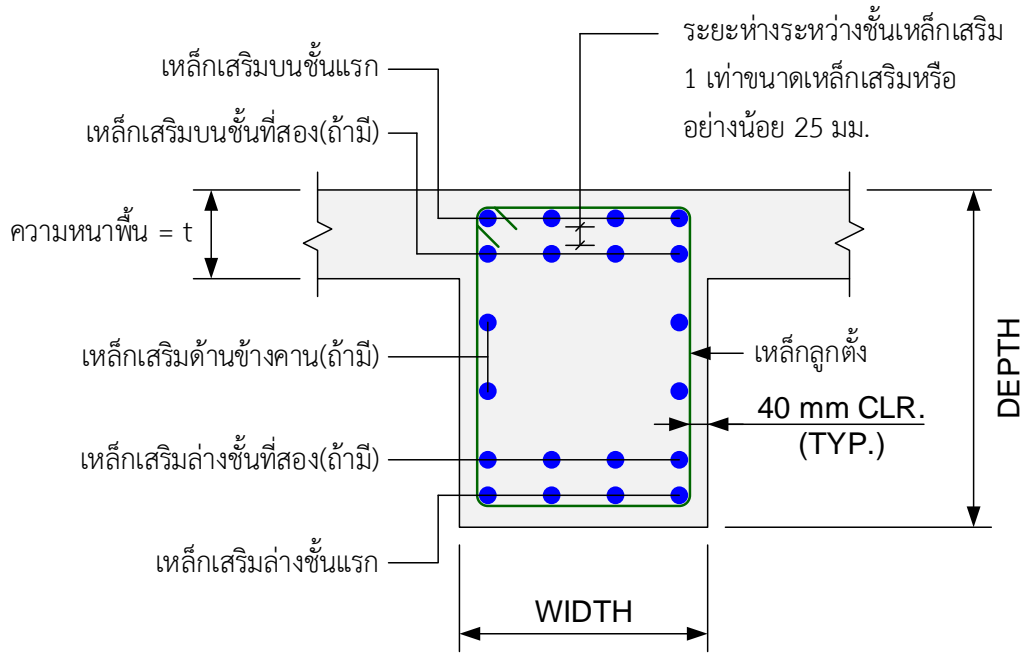 ระยะห่างระหว่างชั้นเหล็กเสริม
1 เท่าขนาดเหล็กเสริมหรือ
อย่างน้อย 25 มม.
เหล็กเสริมบนชั้นแรก
เหล็กเสริมบนชั้นที่สอง(ถ้ามี)
ความหนาพื้น = t
เหล็กเสริมด้านข้างคาน(ถ้ามี)
เหล็กลูกตั้ง
40 mm CLR.
(TYP.)
DEPTH
เหล็กเสริมล่างชั้นที่สอง(ถ้ามี)
เหล็กเสริมล่างชั้นแรก
WIDTH